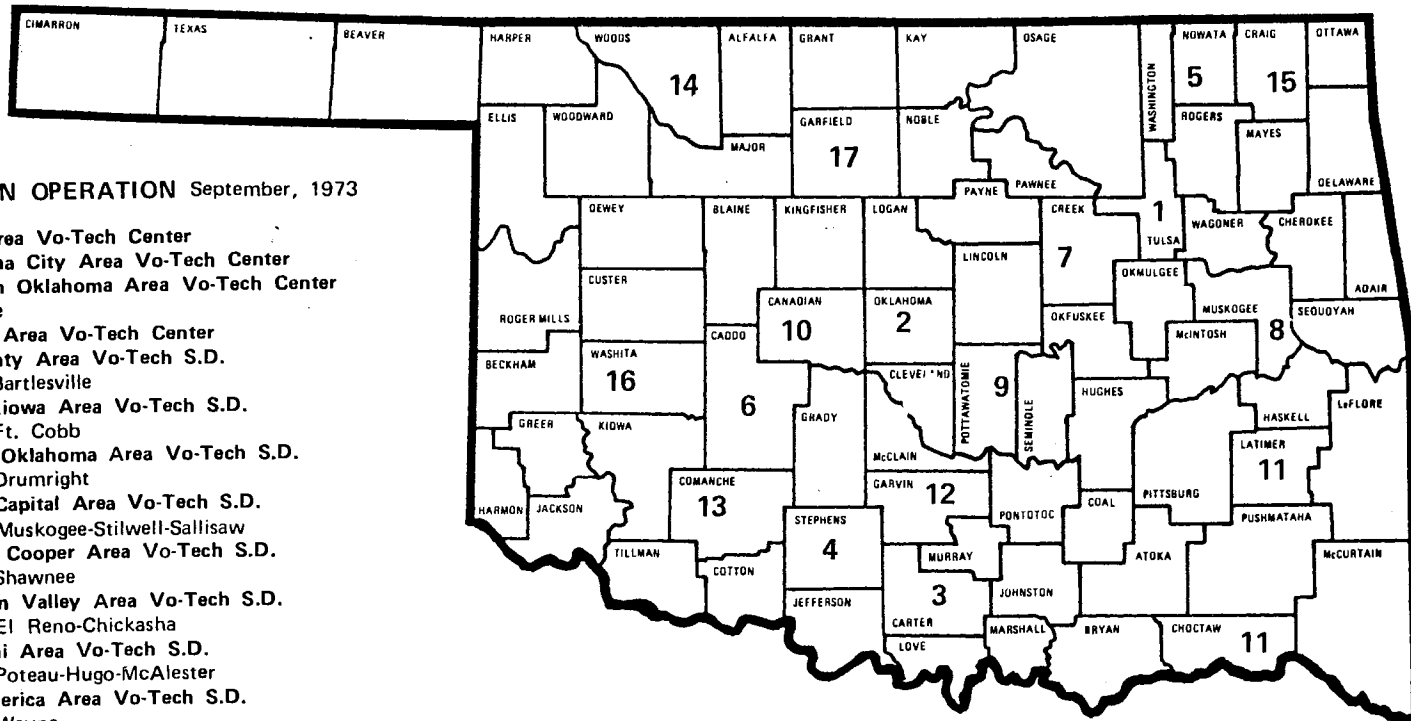 CIMARRON
TEXAS
BEAVER
HARPER
WOODS
ALFALFA
GRANT
KAY
OSAGE
WASHINGTON
NOWATA
CRAIG
OTTAWA
14
5
15
ELLIS
WOODWARD
MAJOR
GARFIELD
NOBLE
ROGERS
MAYES
17
PAYNE
PAWNEE
DELAWARE
OPERATION September, 1973
DEWEY
BLAINE
KINGFISHER
LOGAN
CREEK
1
TULSA
WAGONER
CHEROKEE
Vo-Tech Center
City Area Vo-Tech Center
Oklahoma Area Vo-Tech Center
Area Vo-Tech Center
Area Vo-Tech S.D.
Bartlesville
Area Vo-Tech S.D.
Ft. Cobb
Oklahoma Area Vo-Tech S.D.
Drumright
Capital Area Vo-Tech S.D.
Muskogee-Stilwell-Sallisaw
Cooper Area Vo-Tech S.D.
Shawnee
Valley Area Vo-Tech S.D.
El Reno-Chickasha
Area Vo-Tech S.D.
Poteau-Hugo-McAlester
Area Vo-Tech S.D.
7
LINCOLN
OKMULGEE
ADAIR
CUSTER
ROGER MILLS
CANADIAN
10
OKLAHOMA
2
OKFUSKEE
MUSKOGEE
8
SEQUOYAH
McINTOSH
CADDO
WASHITA
16
BECKHAM
6
GRADY
POTTAWATOMIE
9
SEMINOLE
HUGHES
HASKELL
LeFLORE
GREER
KIOWA
McCLAIN
LATIMER
11
HARMON
JACKSON
COMANCHE
13
GARVIN
12
PONTOTOC
COAL
PITTSBURG
PUSHMATAHA
STEPHENS
4
TILLMAN
COTTON
MURRAY
ATOKA
McCURTAIN
JEFFERSON
3
CARTER
JOHNSTON
LOVE
MARSHALL
BRYAN
CHOCTAW
11